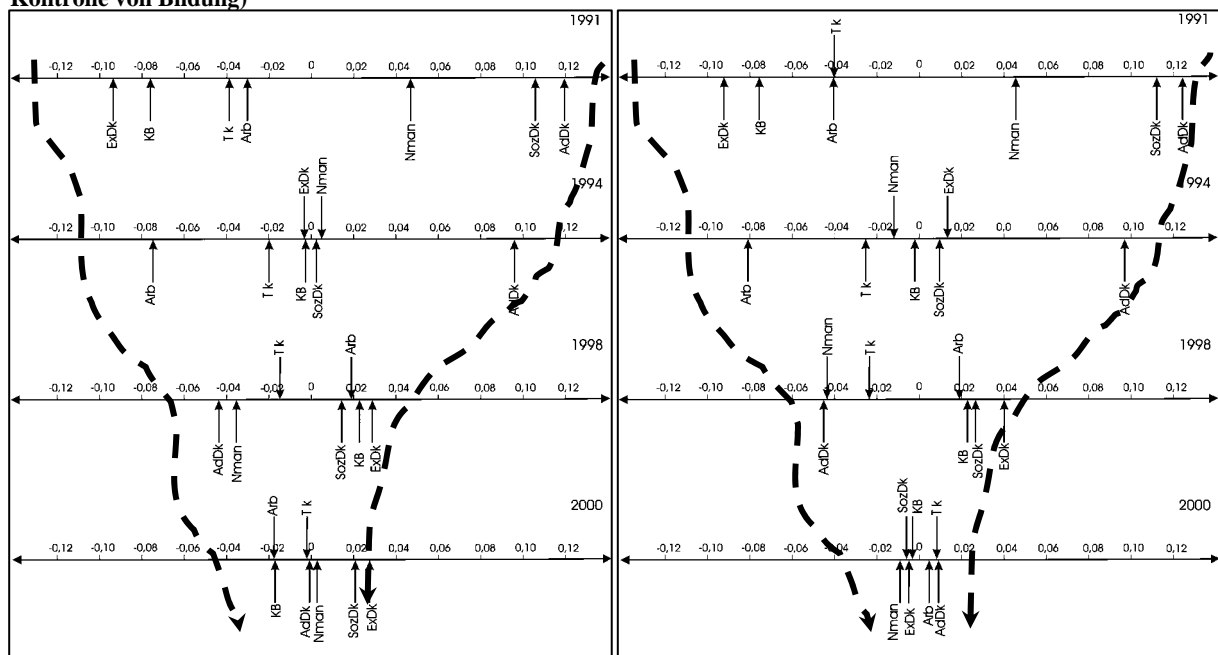 Kontrolle von Bildung)
1991
-0,12 -0,10 -0,08 -0,06 -0,04 -0,02 0 0,02 0,04 0,06 0,08 0,10 0,12
ExDk KB Tk Arb Nman SozDk AdDk
1994
ExDk Nman
-0,12 -0,10 -0,08 -0,06 -0,04 -0,02 0 0,02 0,04 0,06 0,08 0,10 0,12
Arb Tk KB SozDk AdDk
1998
Tk Arb
-0,12 -0,10 -0,08 -0,06 -0,04 -0,02 0 0,02 0,04 0,06 0,08 0,10 0,12
AdDk Nman SozDk KB ExDk
2000
Arb Tk
-0,12 -0,10 -0,08 -0,06 -0,04 -0,02 0 0,02 0,04 0,06 0,08 0,10 0,12
KB AdDk Nman SozDk ExDk
1991
Tk
-0,12 -0,10 -0,08 -0,06 -0,04 -0,02 0 0,02 0,04 0,06 0,08 0,10 0,12
ExDk KB Arb Nman SozDk AdDk
1994
Nman ExDk
-0,12 -0,10 -0,08 -0,06 -0,04 -0,02 0 0,02 0,04 0,06 0,08 0,10 0,12
Arb Tk KB SozDk AdDk
1998
Nman Tk Arb
-0,12 -0,10 -0,08 -0,06 -0,04 -0,02 0 0,02 0,04 0,06 0,08 0,10 0,12
AdDk KB SozDk ExDk
2000
SozDk KB Tk
-0,12 -0,10 -0,08 -0,06 -0,04 -0,02 0 0,02 0,04 0,06 0,08 0,10 0,12
Nman ExDk Arb AdDk